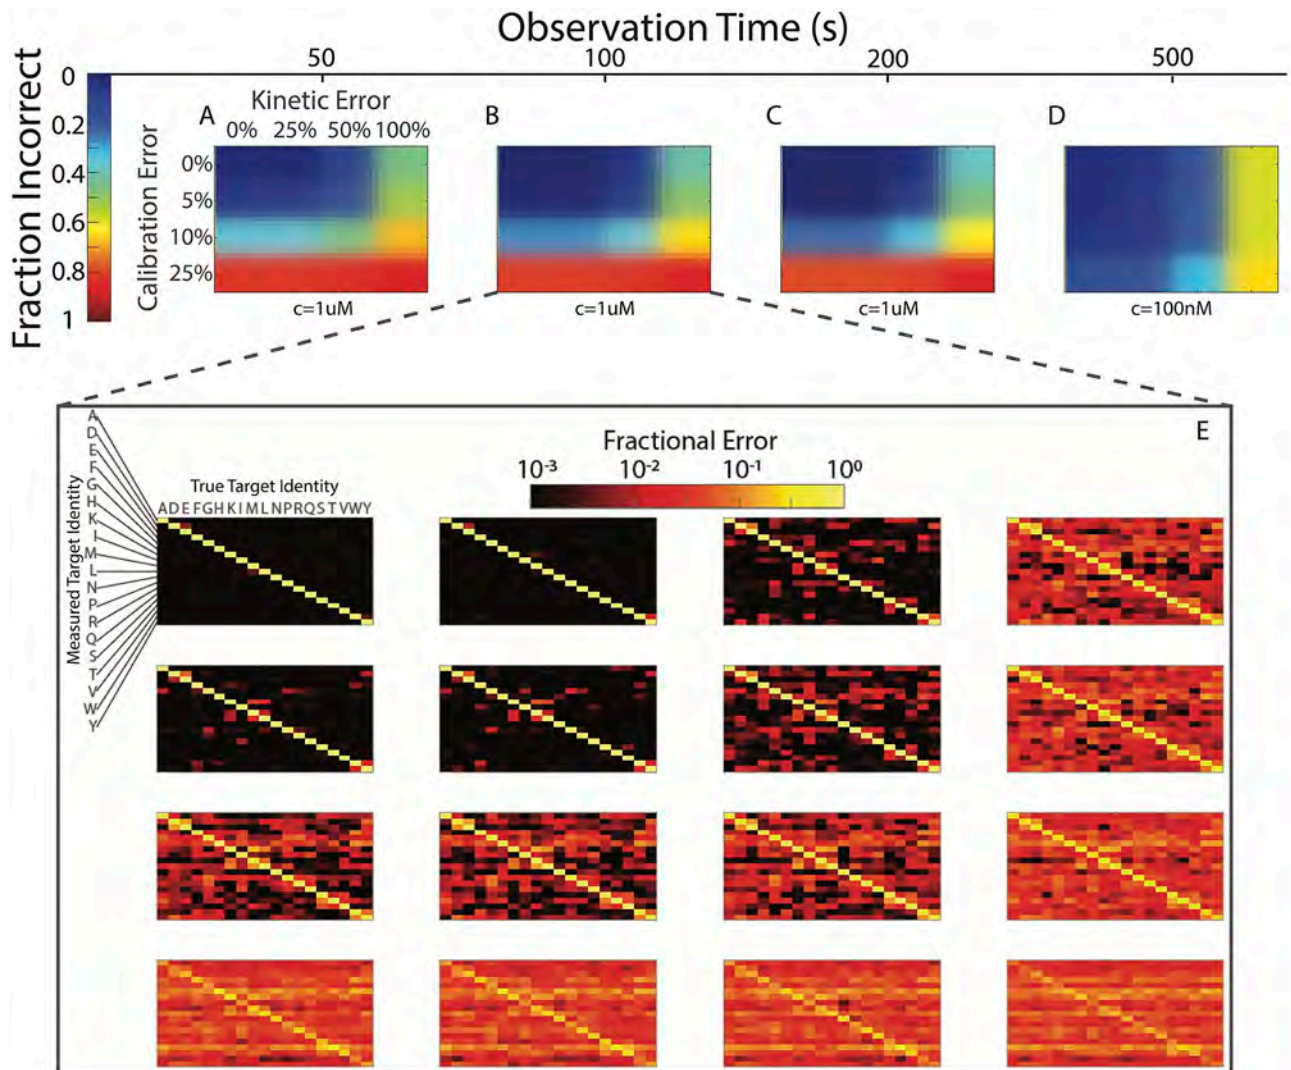 Observation Time (s)
50 100 200 500
Fraction Incorrect
0
0.2
0.4
0.6
0.8
1
A
Kinetic Error
0% 25% 50% 100%
Calibration Error
0%
5%
10%
25%
c=1uM
B
c=1uM
C
c=1uM
D
c=100nM
E
Fractional Error
10⁻³ 10⁻² 10⁻¹ 10⁰
True Target Identity
A D E F G H K I M L N P R Q S T V W Y
Measured Target Identity
A
D
E
F
G
H
K
I
M
L
N
P
R
Q
S
T
V
W
Y